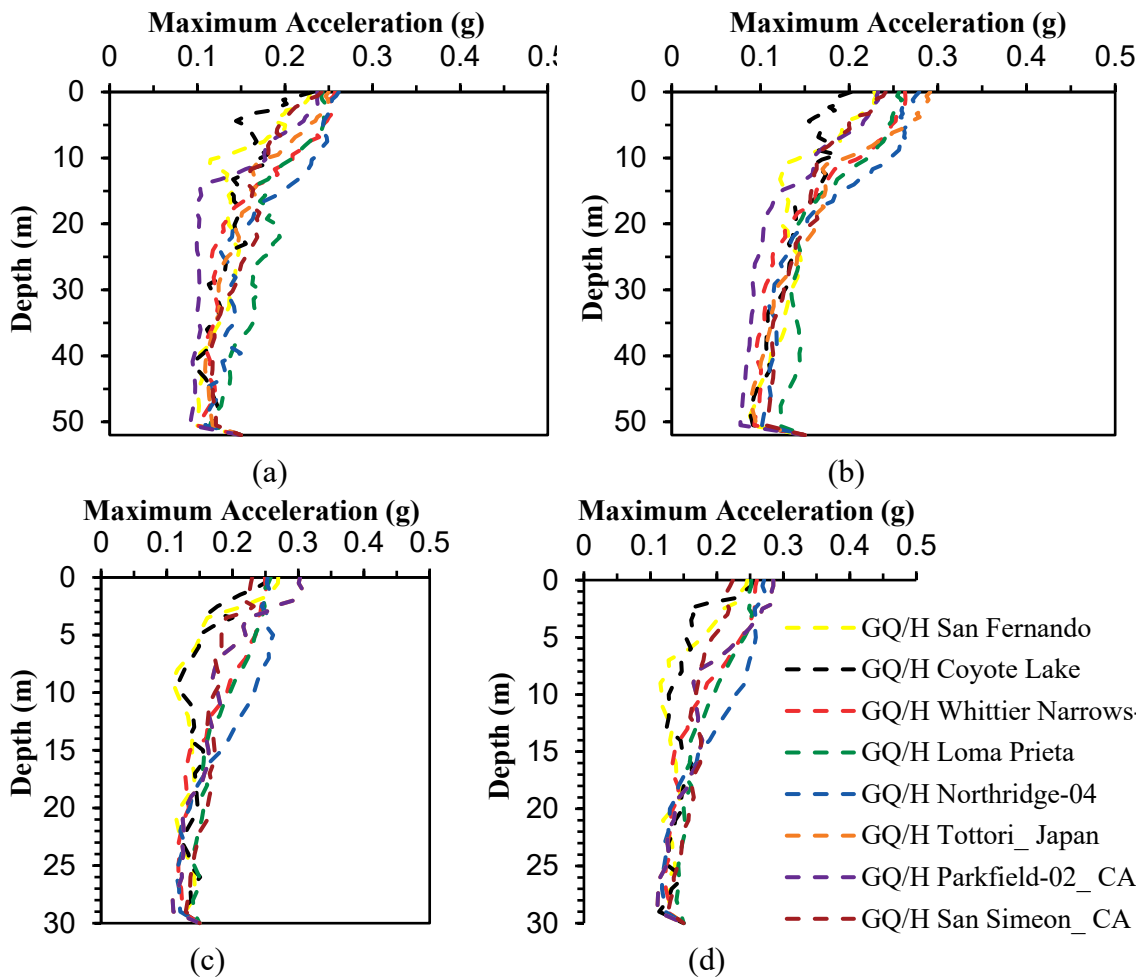 Maximum Acceleration (g)
0 0.1 0.2 0.3 0.4 0.5
Depth (m)
0
10
20
30
40
50
(a)
Maximum Acceleration (g)
0 0.1 0.2 0.3 0.4 0.5
Depth (m)
0
10
20
30
40
50
(b)
Maximum Acceleration (g)
0 0.1 0.2 0.3 0.4 0.5
Depth (m)
0
5
10
15
20
25
30
(c)
Maximum Acceleration (g)
0 0.1 0.2 0.3 0.4 0.5
Depth (m)
0
5
10
15
20
25
30
(d)
GQ/H San Fernando
GQ/H Coyote Lake
GQ/H Whittier Narrows-
GQ/H Loma Prieta
GQ/H Northridge-04
GQ/H Tottori_ Japan
GQ/H Parkfield-02_ CA
GQ/H San Simeon_ CA